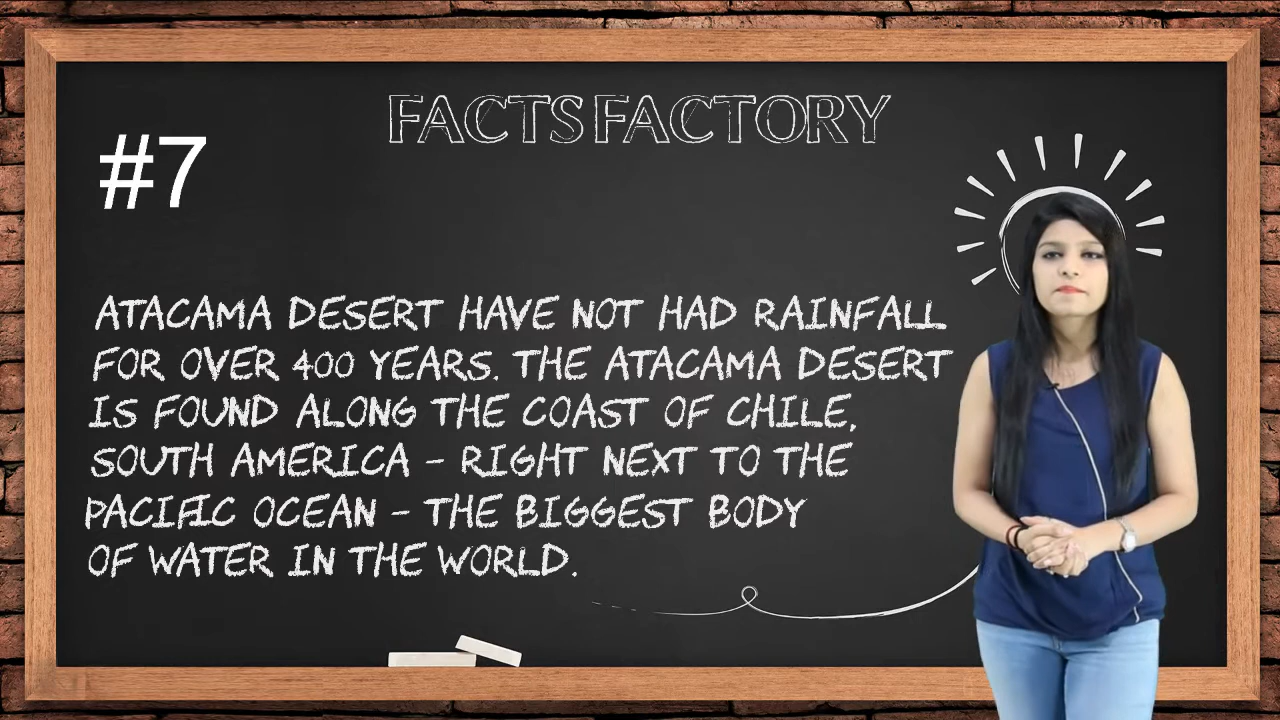 FACTS FACTORY
#7
ATACAMA DESERT HAVE NOT HAD RAINFALL
FOR OVER 400 YEARS. THE ATACAMA DESERT
IS FOUND ALONG THE COAST OF CHILE,
SOUTH AMERICA - RIGHT NEXT TO THE
PACIFIC OCEAN - THE BIGGEST BODY
OF WATER IN THE WORLD.